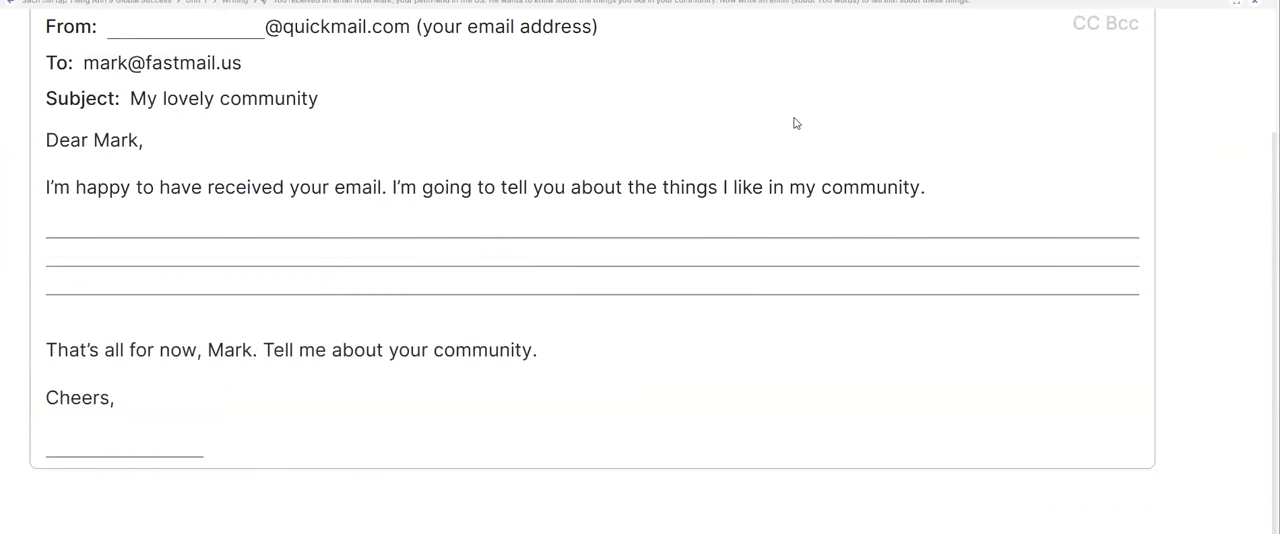 From: @quickmail.com (your email address)
CC Bcc
To: mark@fastmail.us
Subject: My lovely community
Dear Mark,
I'm happy to have received your email. I'm going to tell you about the things I like in my community.
That's all for now, Mark. Tell me about your community.
Cheers,